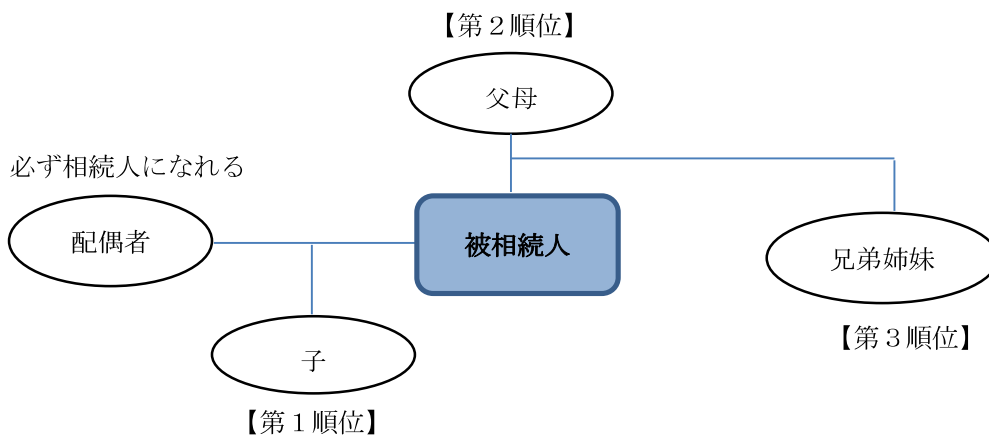 【第２順位】
父母
必ず相続人になれる
配偶者
被相続人
兄弟姉妹
【第３順位】
子
【第１順位】